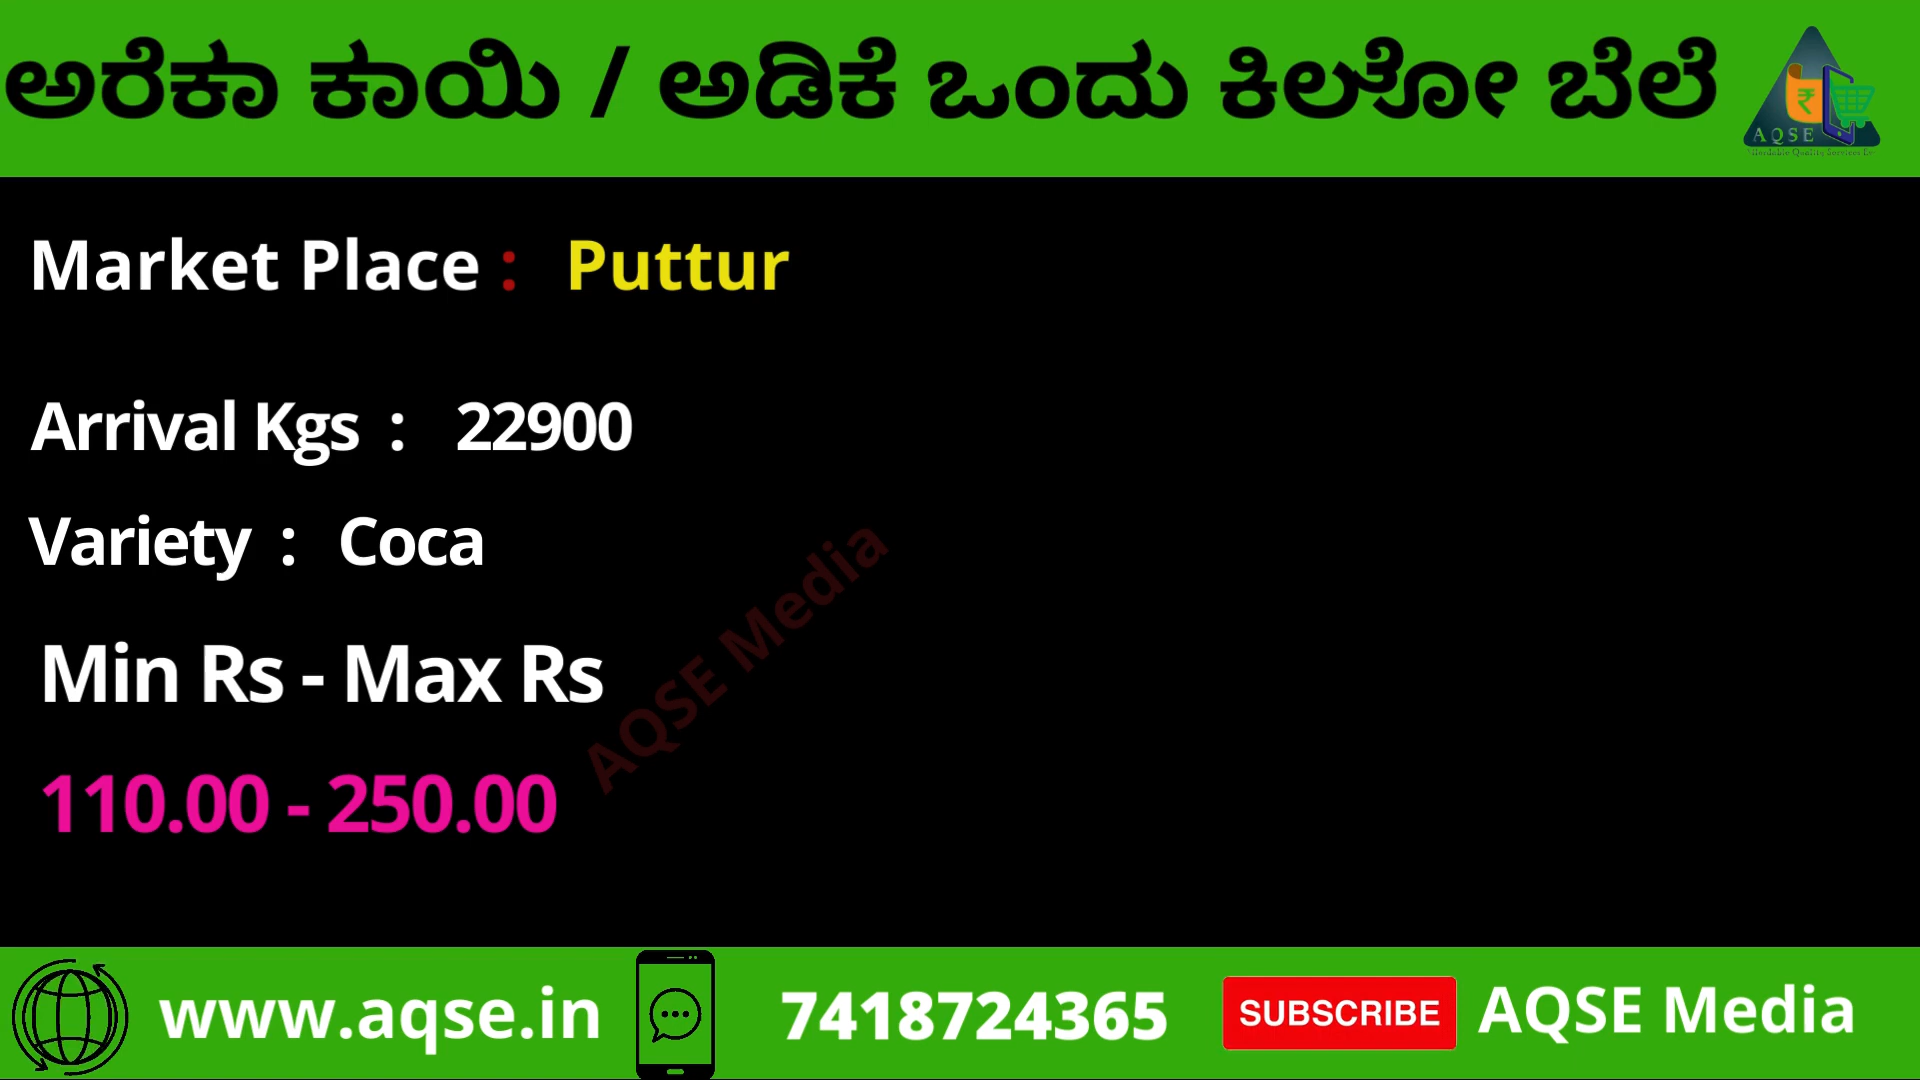 ಅರೆಕಾ ಕಾಯಿ / ಅಡಿಕೆ ಒಂದು ಕಿಲೋ ಬೆಲೆ
AQSE
Market Place : Puttur
Arrival Kgs : 22900
Variety : Coca
Min Rs - Max Rs
110.00 - 250.00
AQSE Media
www.aqse.in
7418724365
SUBSCRIBE
AQSE Media